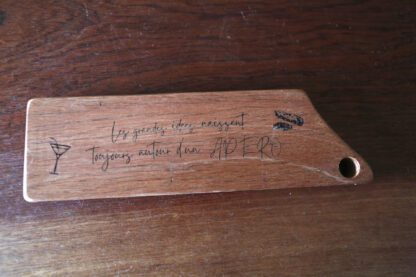 Les grandes idées naissent
toujours autour d'un APERO